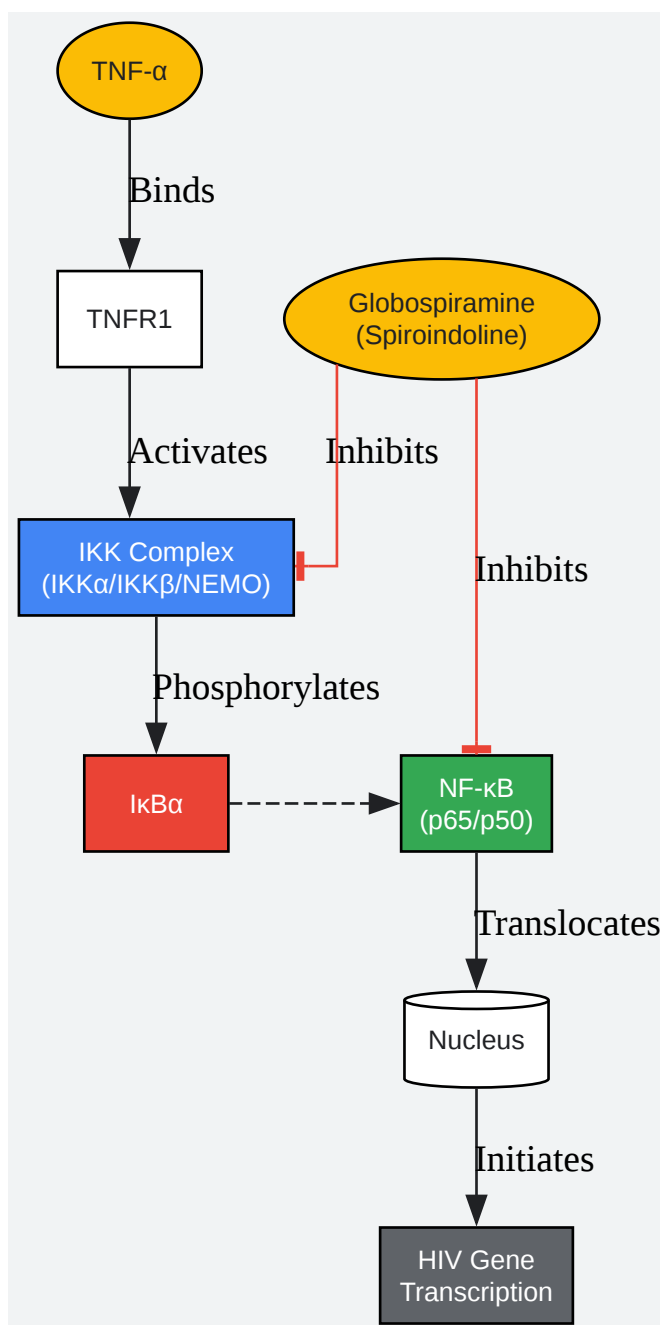 TNF-α
Binds
TNFR1
Globospiramine
(Spiroindoline)
Activates
Inhibits
IKK Complex
(IKKα/IKKβ/NEMO)
Inhibits
Phosphorylates
IκBα
NF-κB
(p65/p50)
Translocates
Nucleus
Initiates
HIV Gene
Transcription